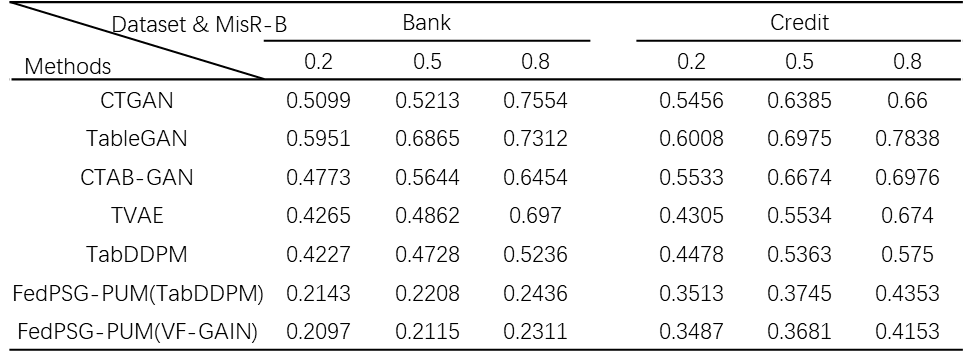 Dataset & MisR-B Bank Credit
Methods 0.2 0.5 0.8 0.2 0.5 0.8
CTGAN 0.5099 0.5213 0.7554 0.5456 0.6385 0.66
TableGAN 0.5951 0.6865 0.7312 0.6008 0.6975 0.7838
CTAB-GAN 0.4773 0.5644 0.6454 0.5533 0.6674 0.6976
TVAE 0.4265 0.4862 0.697 0.4305 0.5534 0.674
TabDDPM 0.4227 0.4728 0.5236 0.4478 0.5363 0.575
FedPSG-PUM(TabDDPM) 0.2143 0.2208 0.2436 0.3513 0.3745 0.4353
FedPSG-PUM(VF-GAIN) 0.2097 0.2115 0.2311 0.3487 0.3681 0.4153